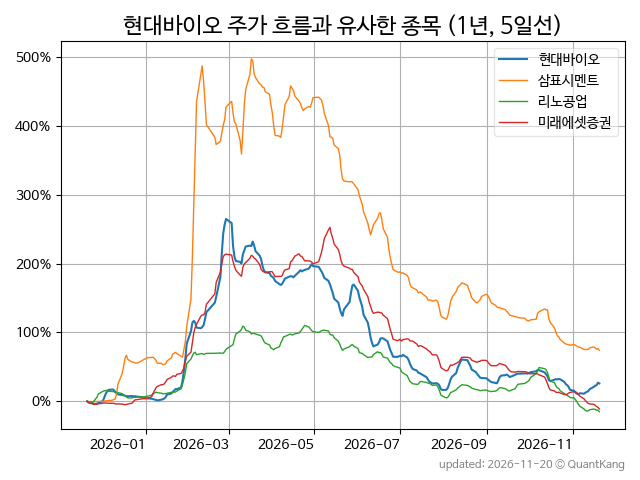 현대바이오 주가 흐름과 유사한 종목 (1년, 5일선)
500%
400%
300%
200%
100%
0%
현대바이오
삼표시멘트
리노공업
미래에셋증권
2026-01 2026-03 2026-05 2026-07 2026-09 2026-11
updated: 2026-11-20 © QuantKang